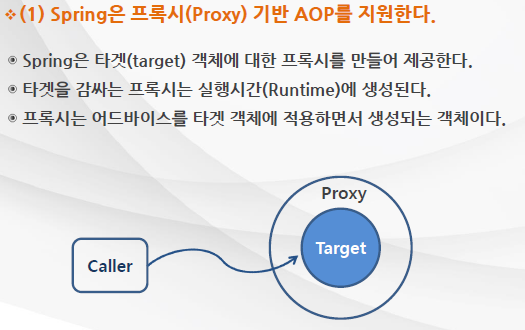 ❖(1) Spring은 프록시(Proxy) 기반 AOP를 지원한다.
◉ Spring은 타겟(target) 객체에 대한 프록시를 만들어 제공한다.
◉ 타겟을 감싸는 프록시는 실행시간(Runtime)에 생성된다.
◉ 프록시는 어드바이스를 타겟 객체에 적용하면서 생성되는 객체이다.
Proxy
Caller
Target